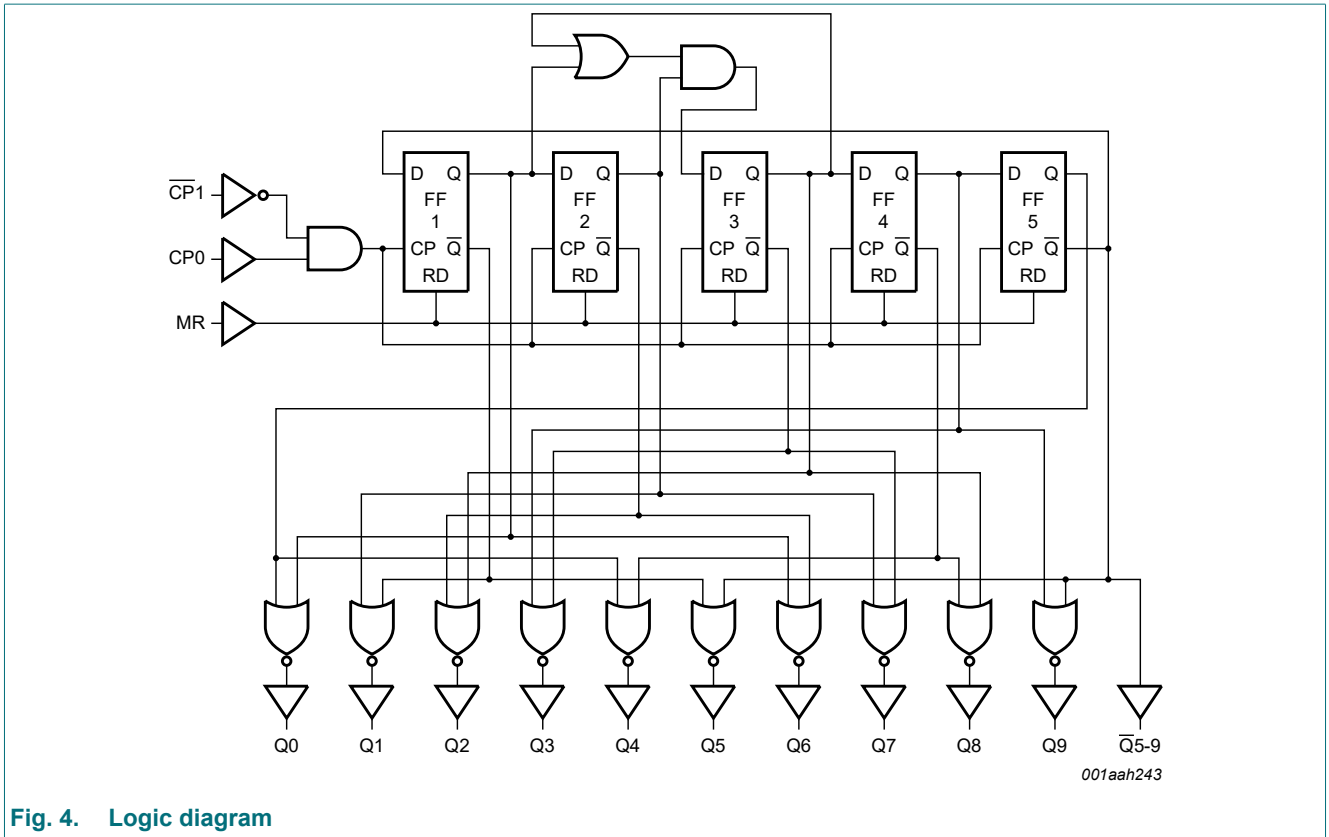 D Q D Q D Q D Q D Q
FF FF FF FF FF
1 2 3 4 5
C̅P̅1
CP0
MR
CP Q̅ CP Q̅ CP Q̅ CP Q̅ CP Q̅
RD RD RD RD RD
Q0 Q1 Q2 Q3 Q4 Q5 Q6 Q7 Q8 Q9 Q̅5-9
001aah243
Fig. 4. Logic diagram